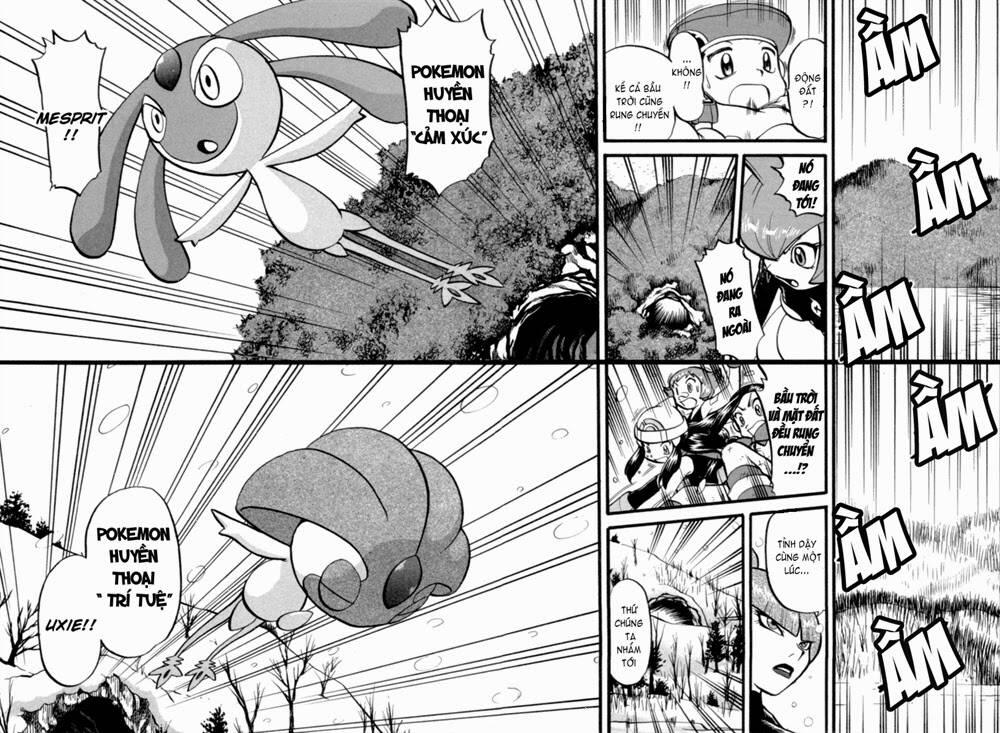 ẦM
ẦM
ẦM
ĐỘNG
ĐẤT
?!
...
KHÔNG
!!
KỂ CẢ BẦU
TRỜI CŨNG
RUNG CHUYỂN
!!
NÓ
ĐANG
TỚI!
NÓ
ĐANG
RA
NGOÀI
POKEMON
HUYỀN
THOẠI
"CẢM XÚC"
MESPRIT
!!
ẦM
ẦM
ẦM
BẦU TRỜI
VÀ MẶT ĐẤT
ĐỀU RUNG
CHUYỂN
...!?
TỈNH DẬY
CÙNG MỘT
LÚC...
THỨ
CHÚNG
TA
NHẮM
TỚI
POKEMON
HUYỀN
THOẠI
" TRÍ TUỆ"
UXIE!!